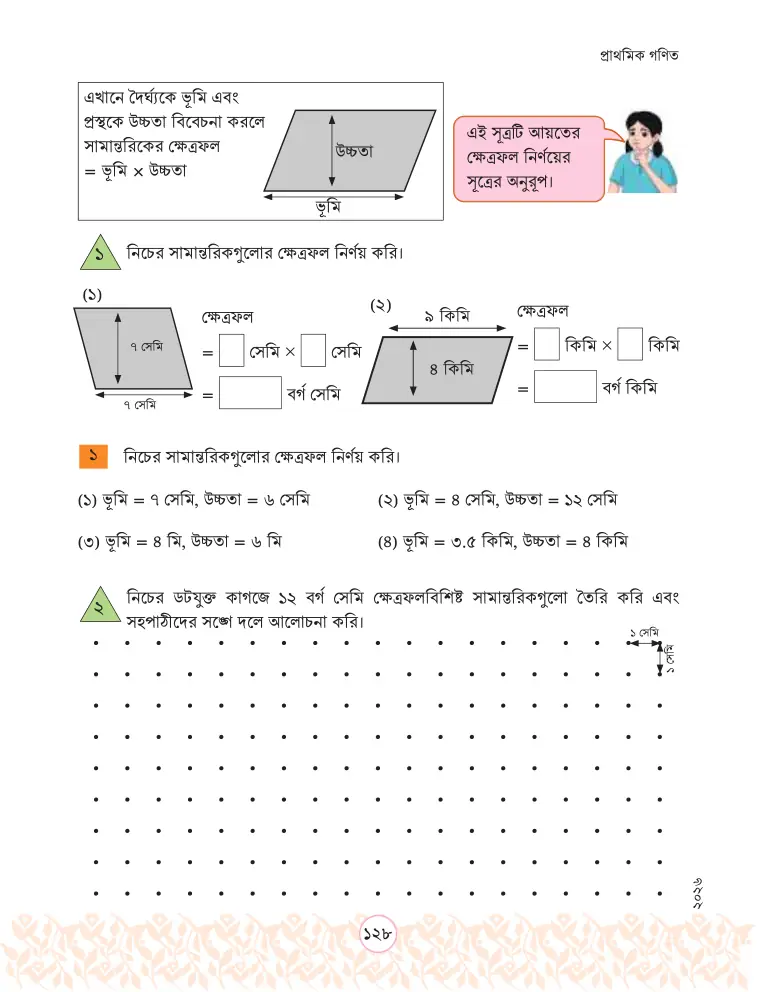 প্রাথমিক গণিত
এখানে দৈর্ঘ্যকে ভূমি এবং
প্রস্থকে উচ্চতা বিবেচনা করলে
সামান্তরিকের ক্ষেত্রফল
= ভূমি × উচ্চতা
উচ্চতা
ভূমি
এই সূত্রটি আয়তের
ক্ষেত্রফল নির্ণয়ের
সূত্রের অনুরূপ।
১ নিচের সামান্তরিকগুলোর ক্ষেত্রফল নির্ণয় করি।
(১)
৭ সেমি
৭ সেমি
ক্ষেত্রফল
= সেমি × সেমি
= বর্গ সেমি
(২)
৯ কিমি
৪ কিমি
ক্ষেত্রফল
= কিমি × কিমি
= বর্গ কিমি
১ নিচের সামান্তরিকগুলোর ক্ষেত্রফল নির্ণয় করি।
(১) ভূমি = ৭ সেমি, উচ্চতা = ৬ সেমি (২) ভূমি = ৪ সেমি, উচ্চতা = ১২ সেমি
(৩) ভূমি = ৪ মি, উচ্চতা = ৬ মি (৪) ভূমি = ৩.৫ কিমি, উচ্চতা = ৪ কিমি
২ নিচের ডটযুক্ত কাগজে ১২ বর্গ সেমি ক্ষেত্রফলবিশিষ্ট সামান্তরিকগুলো তৈরি করি এবং
সহপাঠীদের সঙ্গে দলে আলোচনা করি।
১ সেমি
১ সেমি
২০২৬
১২৮